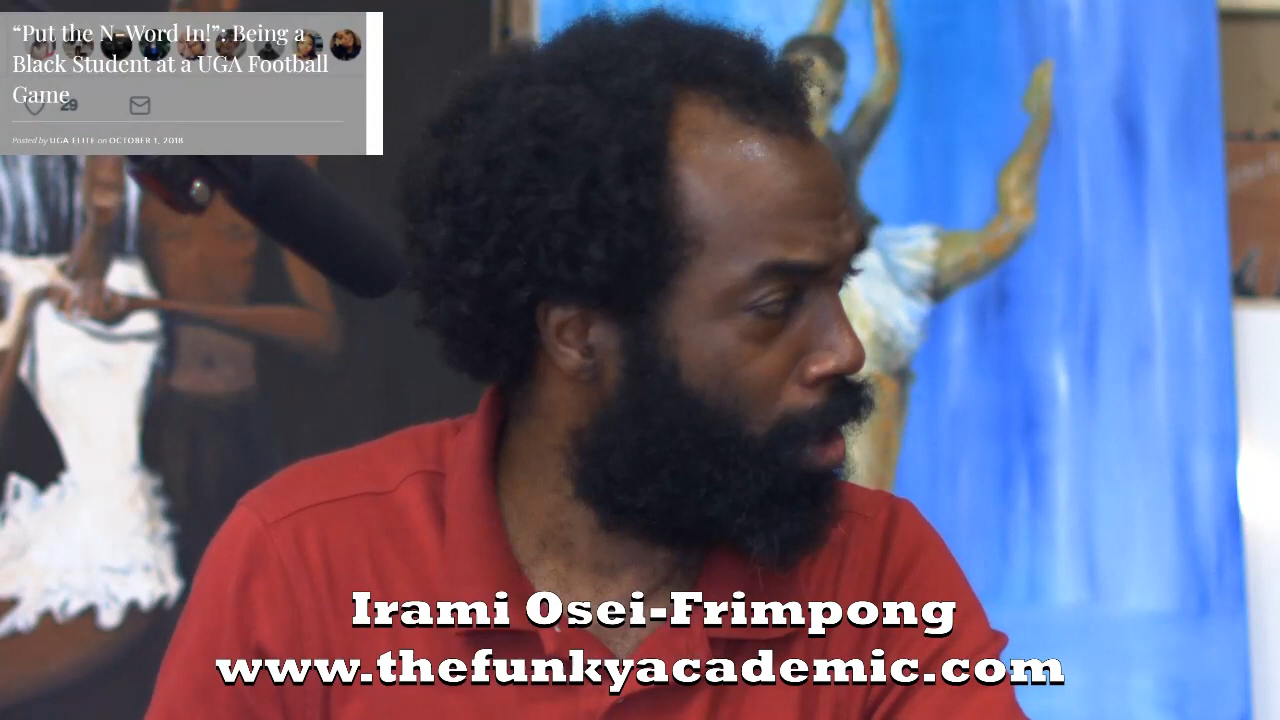 “Put the N-Word In!”: Being a
Black Student at a UGA Football
Game
29
Posted by UGA ELITE on OCTOBER 1, 2018
Irami Osei-Frimpong
www.thefunkyacademic.com